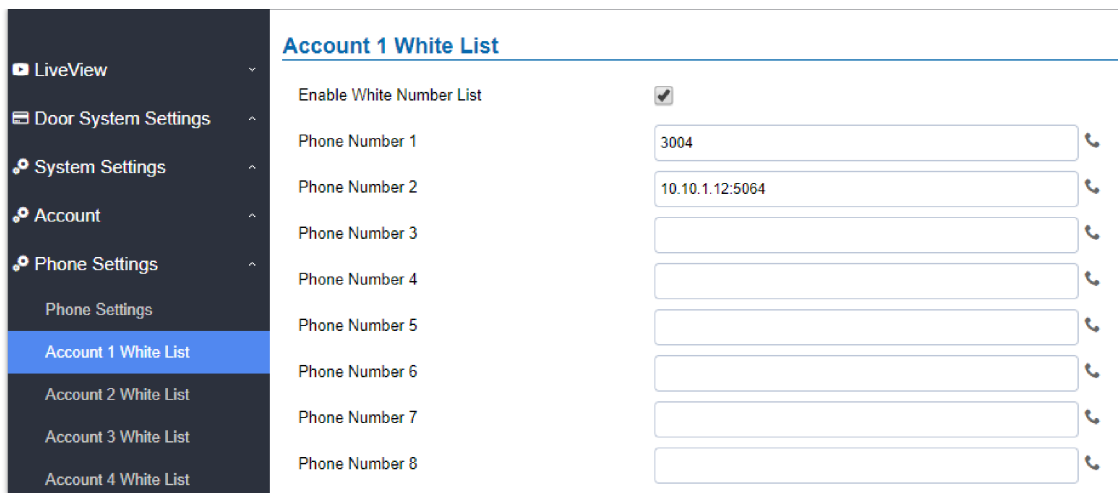 LiveView
Door System Settings
System Settings
Account
Phone Settings
Phone Settings
Account 1 White List
Account 2 White List
Account 3 White List
Account 4 White List
Account 1 White List
Enable White Number List
Phone Number 1 3004
Phone Number 2 10.10.1.12:5064
Phone Number 3
Phone Number 4
Phone Number 5
Phone Number 6
Phone Number 7
Phone Number 8